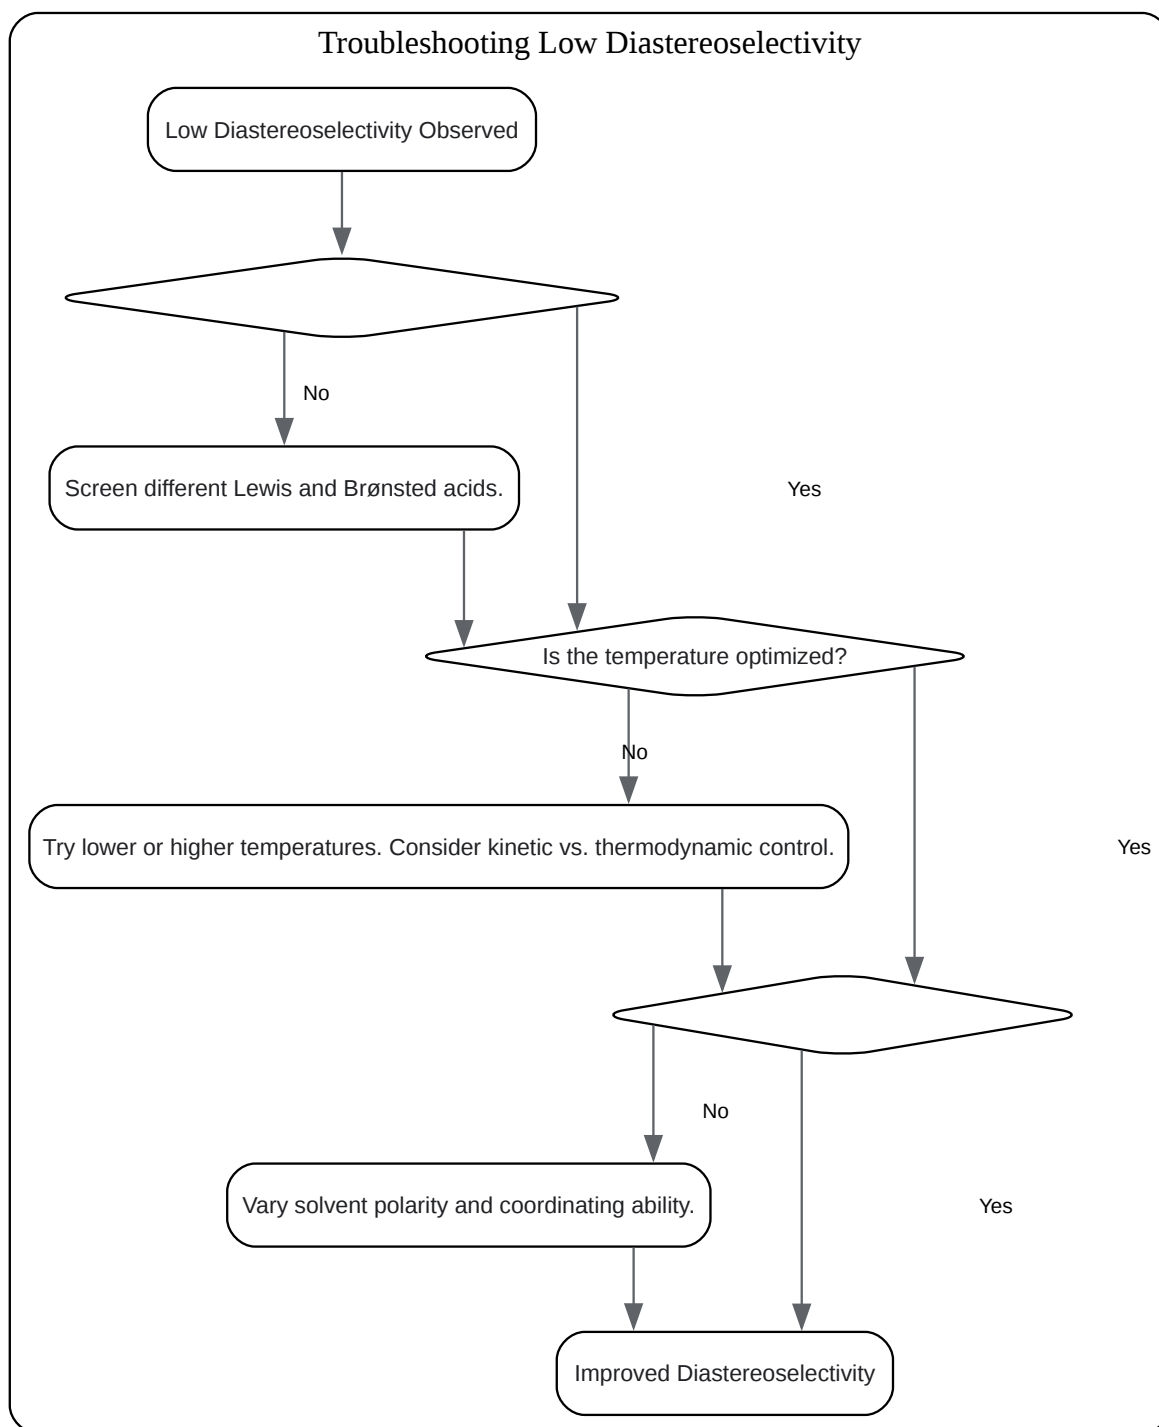 Troubleshooting Low Diastereoselectivity
Low Diastereoselectivity Observed
No
Screen different Lewis and Brønsted acids.
Yes
Is the temperature optimized?
No
Try lower or higher temperatures. Consider kinetic vs. thermodynamic control.
Yes
No
Vary solvent polarity and coordinating ability.
Yes
Improved Diastereoselectivity